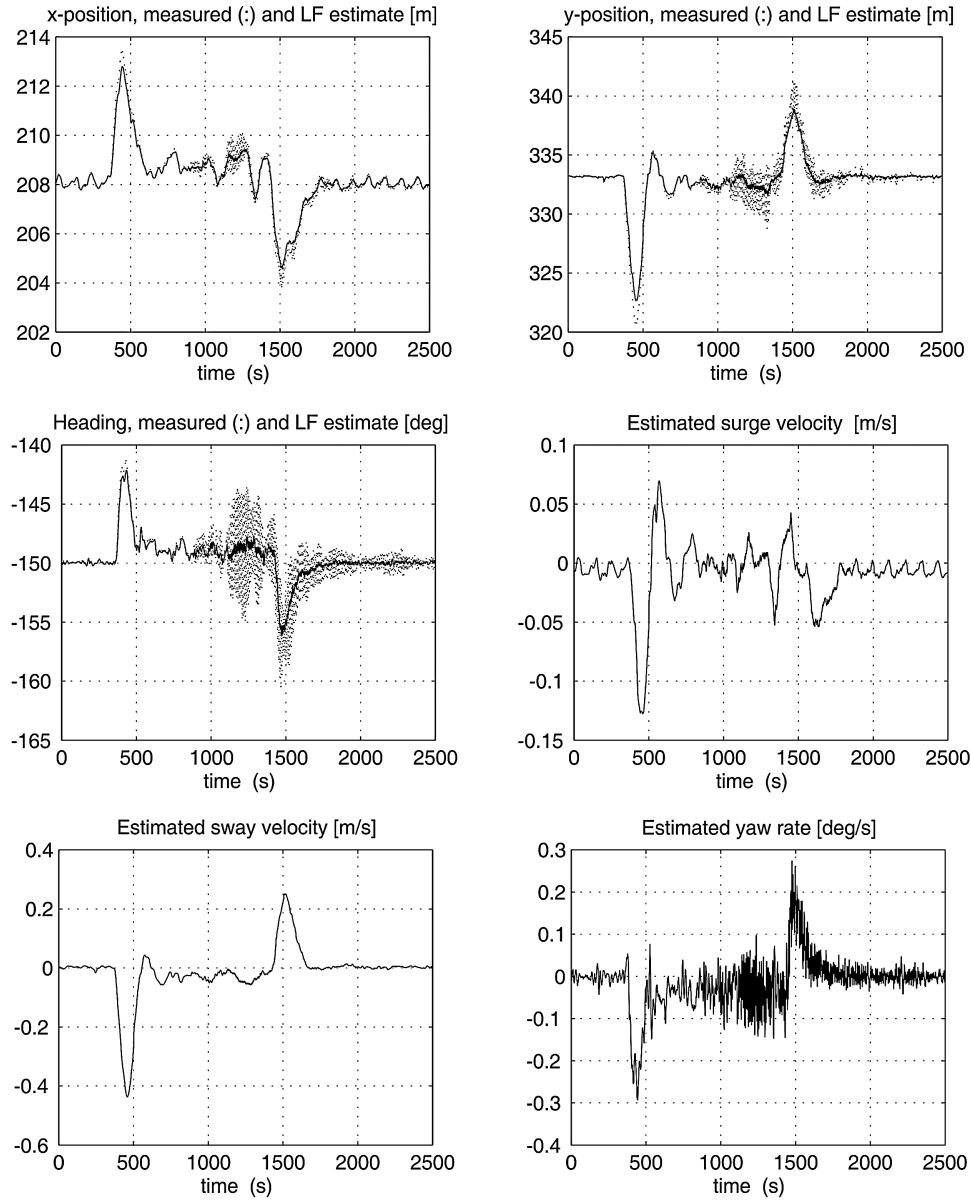 x-position, measured (:) and LF estimate [m]
214
212
210
208
206
204
202
0 500 1000 1500 2000 2500
time (s)
y-position, measured (:) and LF estimate [m]
345
340
335
330
325
320
0 500 1000 1500 2000 2500
time (s)
Heading, measured (:) and LF estimate [deg]
-140
-145
-150
-155
-160
-165
0 500 1000 1500 2000 2500
time (s)
Estimated surge velocity [m/s]
0.1
0.05
0
-0.05
-0.1
-0.15
0 500 1000 1500 2000 2500
time (s)
Estimated sway velocity [m/s]
0.4
0.2
0
-0.2
-0.4
-0.6
0 500 1000 1500 2000 2500
time (s)
Estimated yaw rate [deg/s]
0.3
0.2
0.1
0
-0.1
-0.2
-0.3
-0.4
0 500 1000 1500 2000 2500
time (s)